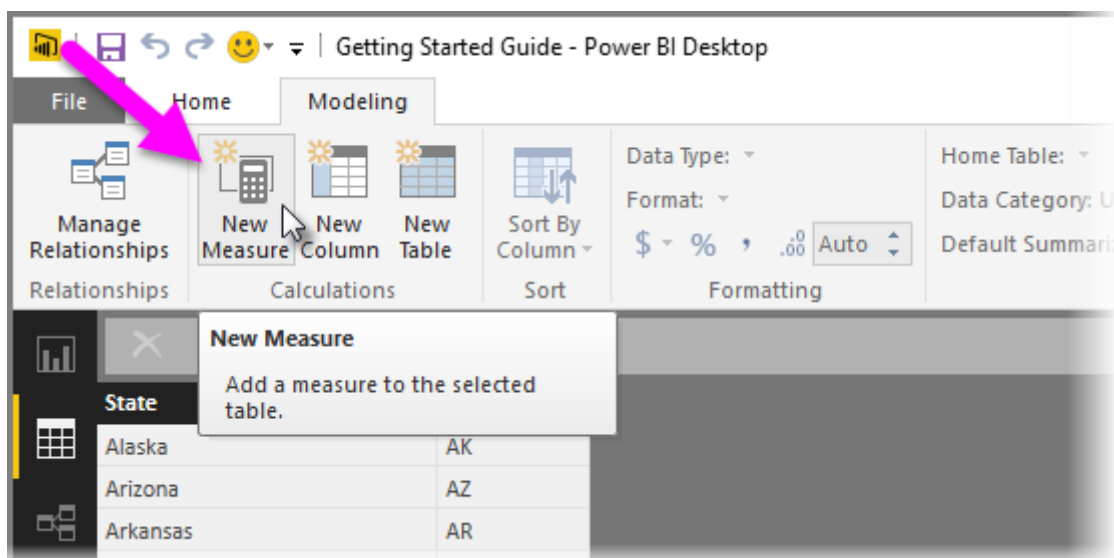 Getting Started Guide - Power BI Desktop
File Home Modeling
Manage Relationships
New Measure
New Column
New Table
Sort By Column
Data Type:
Format:
$ % , .00 Auto
Home Table:
Data Category:
Default
Relationships Calculations Sort Formatting
New Measure
Add a measure to the selected
table.
State
Alaska AK
Arizona AZ
Arkansas AR